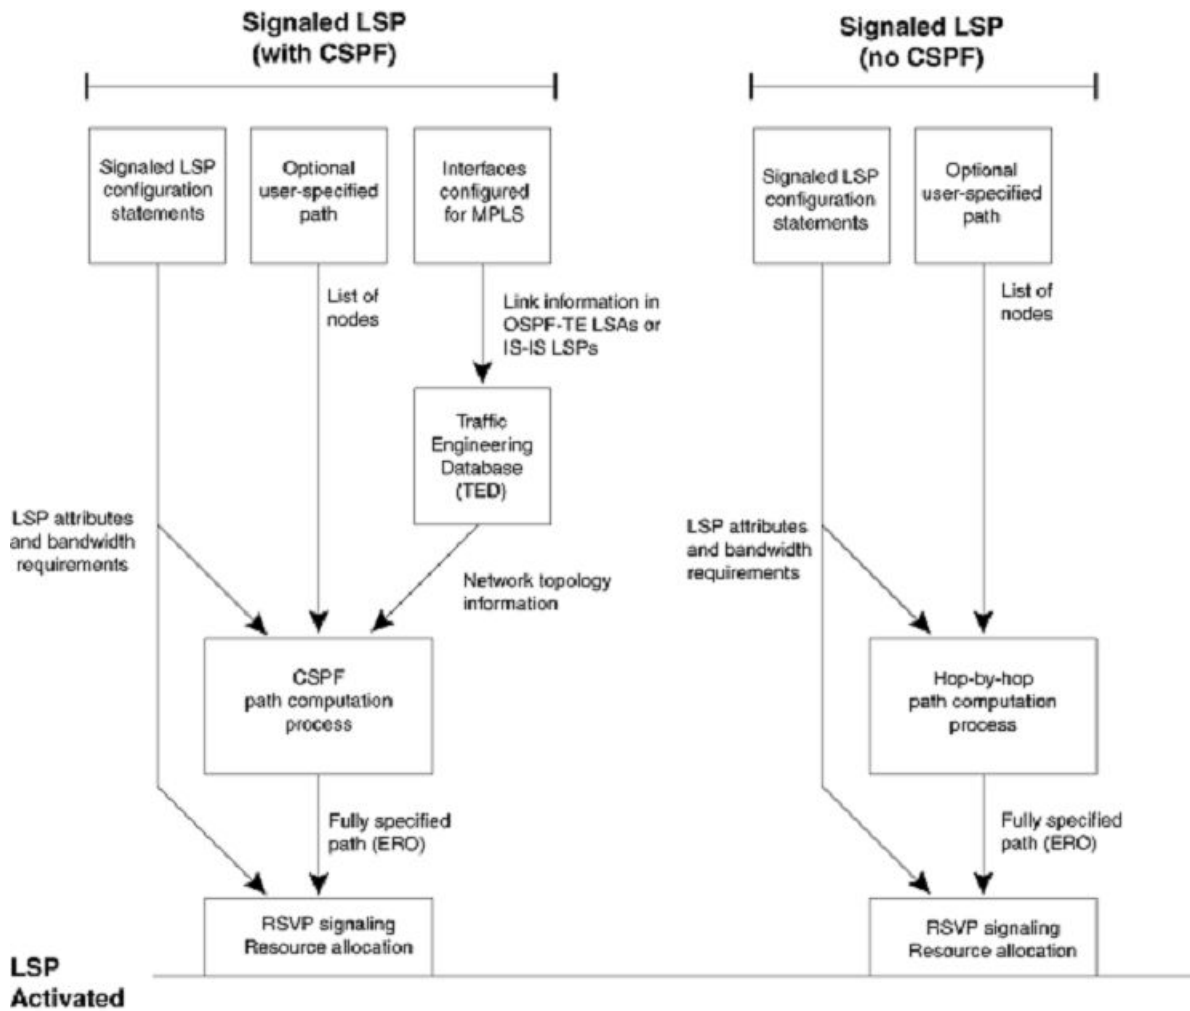 Signaled LSP
(with CSPF)
Signaled LSP
(no CSPF)
Signaled LSP
configuration
statements
Optional
user-specified
path
Interfaces
configured
for MPLS
Signaled LSP
configuration
statements
Optional
user-specified
path
List of
nodes
Link information in
OSPF-TE LSAs or
IS-IS LSPs
List of
nodes
Traffic
Engineering
Database
(TED)
LSP attributes
and bandwidth
requirements
LSP attributes
and bandwidth
requirements
Network topology
information
CSPF
path computation
process
Hop-by-hop
path computation
process
Fully specified
path (ERO)
Fully specified
path (ERO)
RSVP signaling
Resource allocation
RSVP signaling
Resource allocation
LSP
Activated